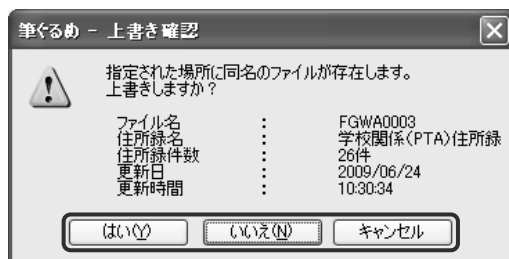 筆ぐるめ - 上書き確認
指定された場所に同名のファイルが存在します。
上書きしますか?
ファイル名 : FGWA0003
住所録名 : 学校関係(PTA)住所録
住所録件数 : 26件
更新日 : 2009/06/24
更新時間 : 10:30:34
はい(Y) いいえ(N) キャンセル